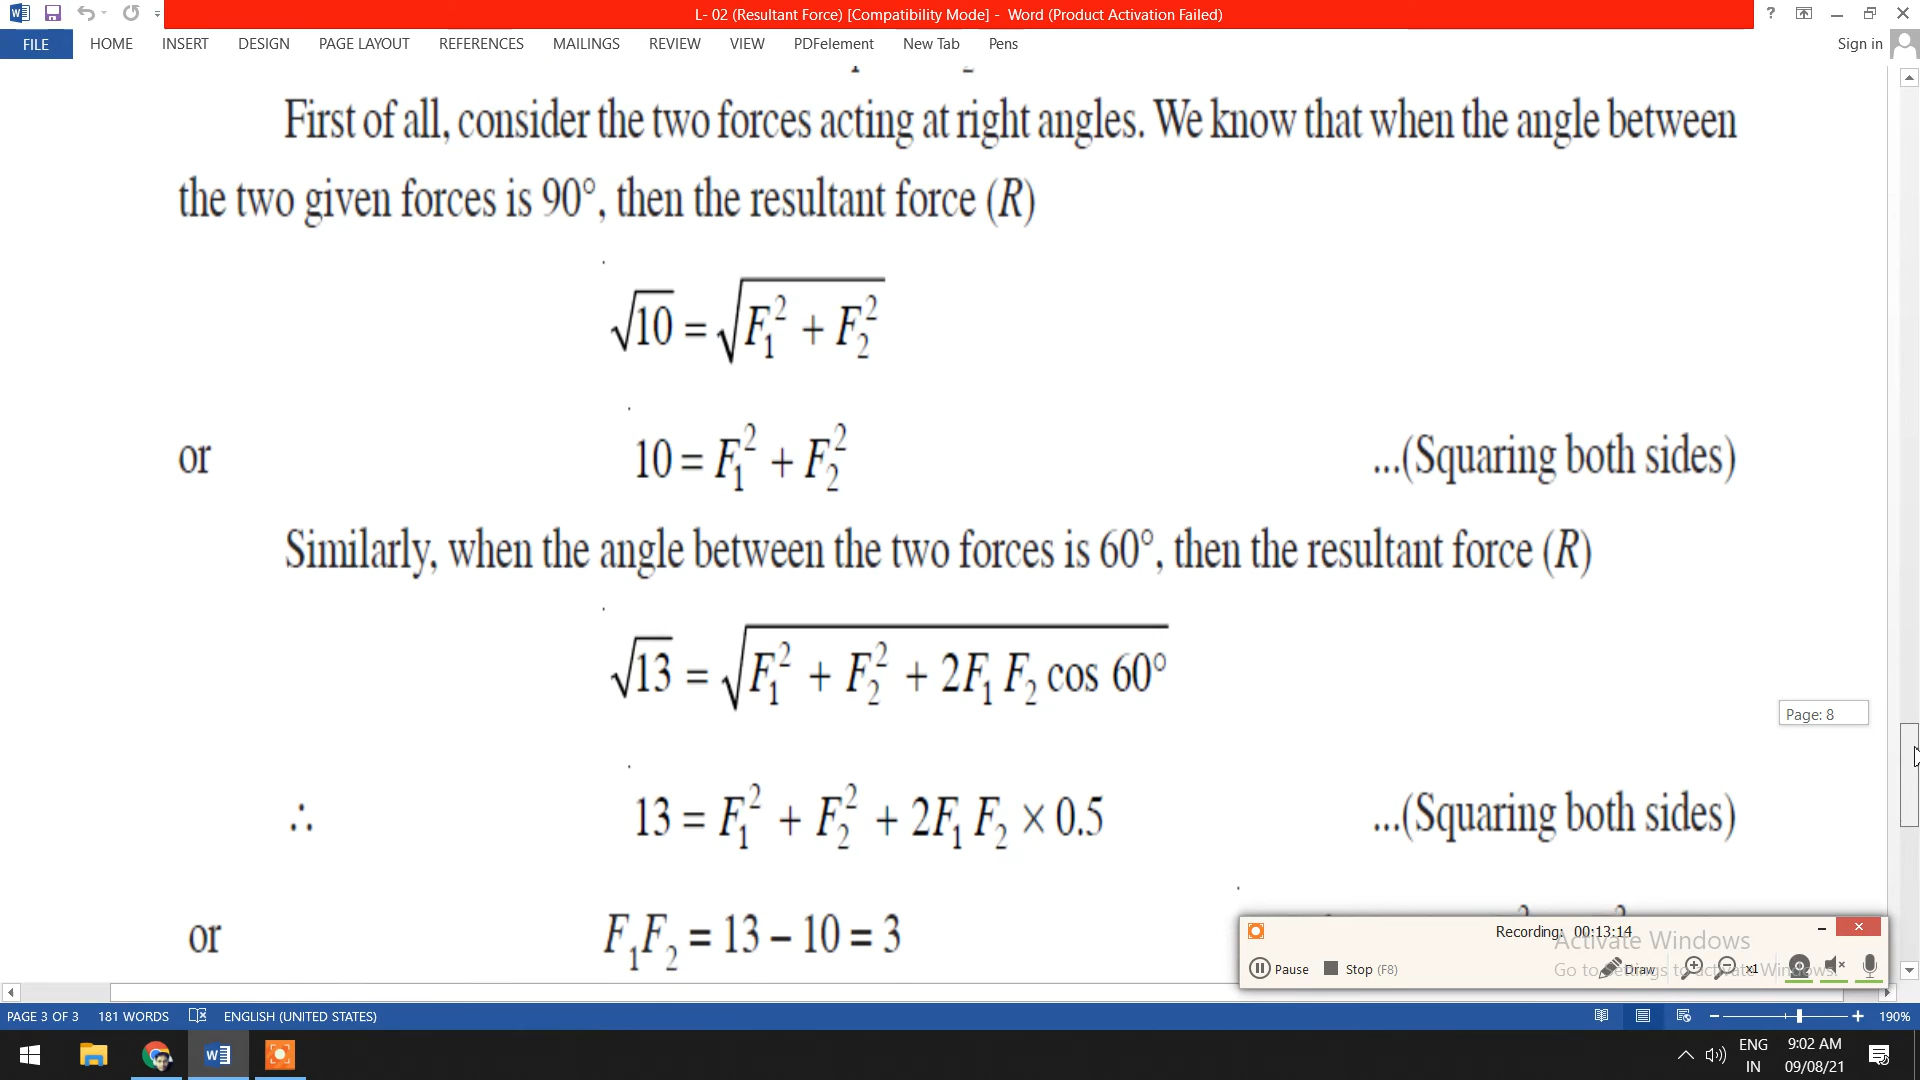 L- 02 (Resultant Force) [Compatibility Mode] - Word (Product Activation Failed)
?
FILE HOME INSERT DESIGN PAGE LAYOUT REFERENCES MAILINGS REVIEW VIEW PDFelement New Tab Pens Sign in
First of all, consider the two forces acting at right angles. We know that when the angle between
the two given forces is 90°, then the resultant force (R)
√10 = √(F₁² + F₂²)
or 10 = F₁² + F₂² ...(Squaring both sides)
Similarly, when the angle between the two forces is 60°, then the resultant force (R)
√13 = √(F₁² + F₂² + 2F₁ F₂ cos 60°)
Page: 8
∴ 13 = F₁² + F₂² + 2F₁ F₂ × 0.5 ...(Squaring both sides)
or F₁F₂ = 13 – 10 = 3
Recording: 00:13:14
Activate Windows
Go to Settings to activate Windows.
Pause Stop (F8) Draw x1
PAGE 3 OF 3 181 WORDS ENGLISH (UNITED STATES) 190%
ENG 9:02 AM
IN 09/08/21